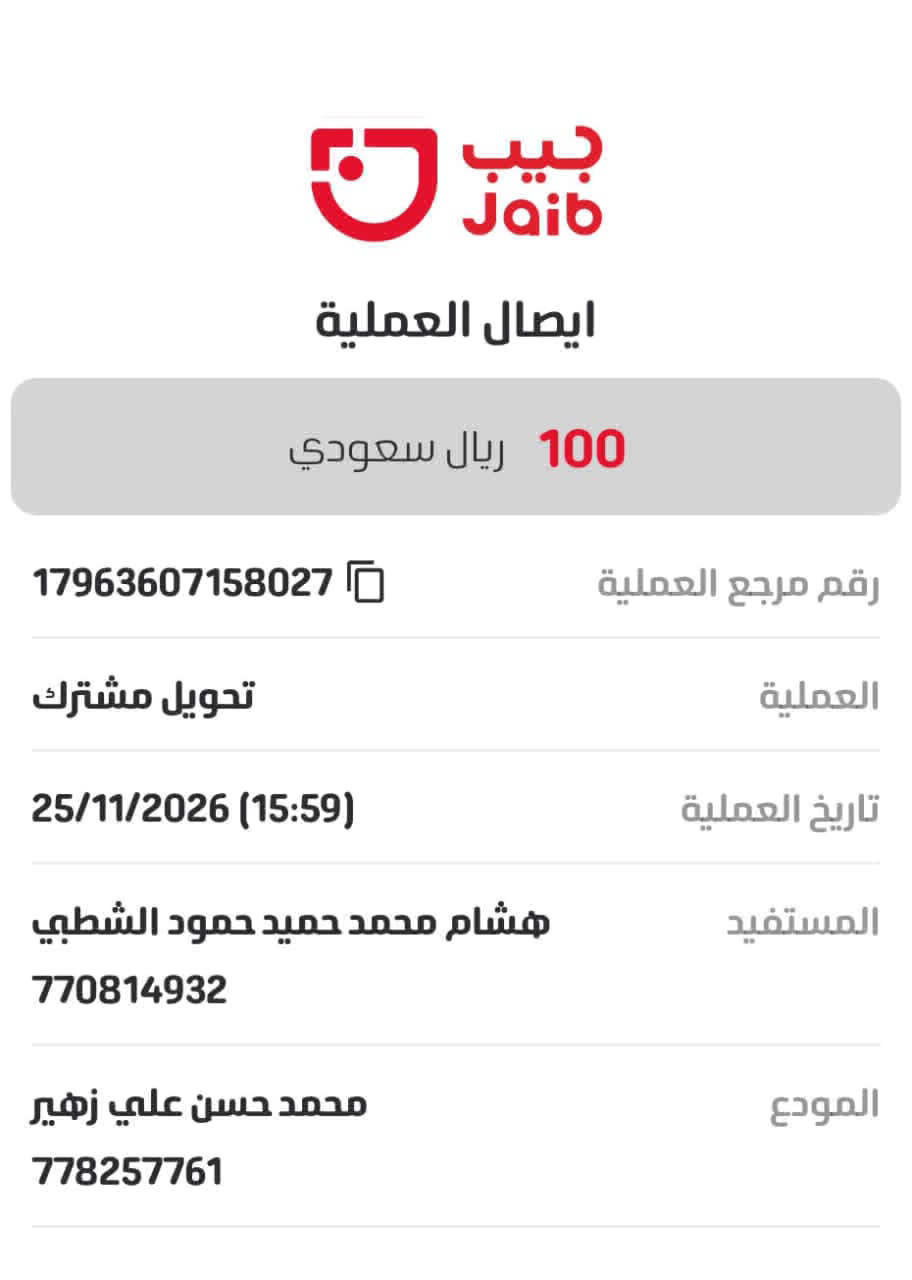 جيب
Jaib
ايصال العملية
100 ريال سعودي
رقم مرجع العملية 17963607158027
العملية تحويل مشترك
تاريخ العملية 25/11/2026 (15:59)
المستفيد هشام محمد حميد حمود الشطبي
770814932
المودع محمد حسن علي زهير
778257761